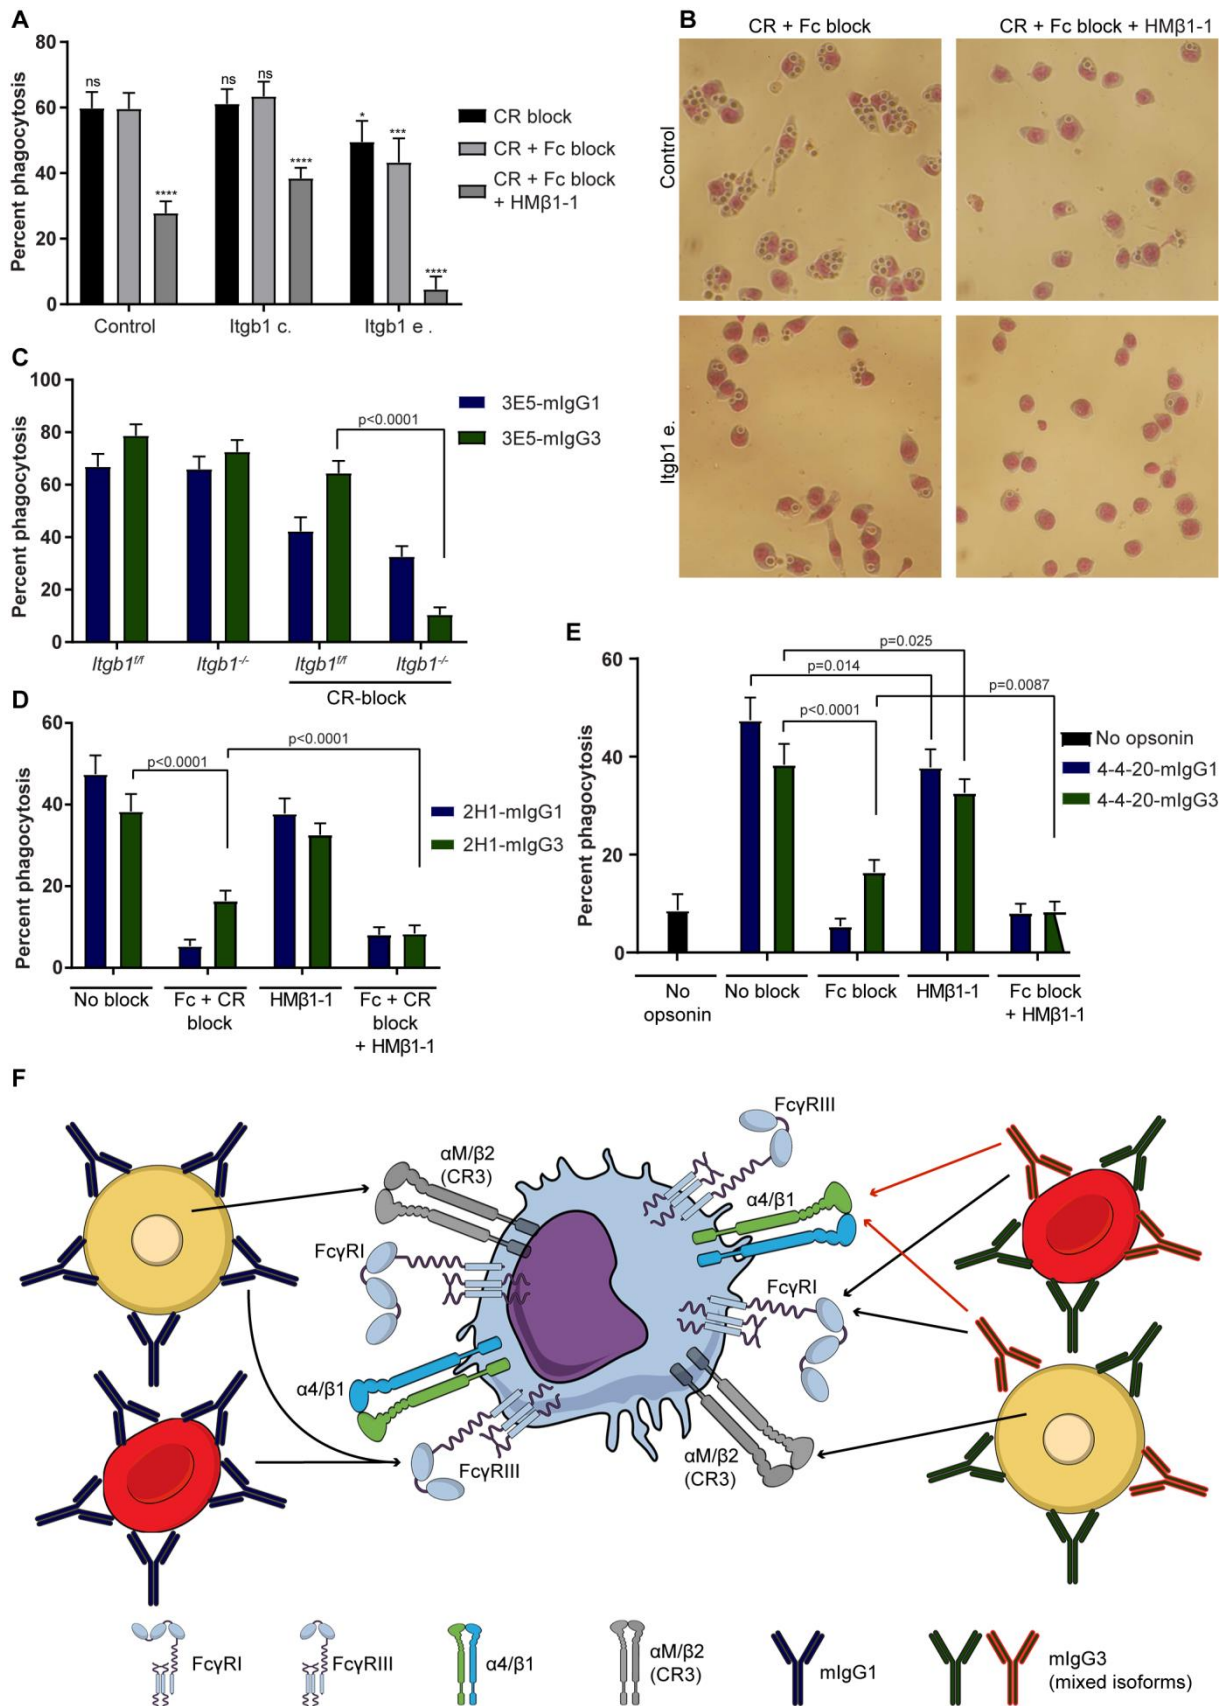 A
Percent phagocytosis
80
60
40
20
0
ns
****
ns
ns
****
*
***
****
Control
Itgb1 c.
Itgb1 e .
CR block
CR + Fc block
CR + Fc block
+ HMβ1-1
B
CR + Fc block
CR + Fc block + HMβ1-1
Control
Itgb1 e.
C
Percent phagocytosis
100
80
60
40
20
0
p<0.0001
3E5-mIgG1
3E5-mIgG3
Itgb1f/f
Itgb1-/-
Itgb1f/f
Itgb1-/-
CR-block
D
Percent phagocytosis
60
40
20
0
p<0.0001
p<0.0001
2H1-mIgG1
2H1-mIgG3
No block
Fc + CR
block
HMβ1-1
Fc + CR
block
+ HMβ1-1
E
Percent phagocytosis
60
40
20
0
p=0.025
p=0.014
p=0.0087
p<0.0001
No opsonin
4-4-20-mIgG1
4-4-20-mIgG3
No
opsonin
No block
Fc block
HMβ1-1
Fc block
+ HMβ1-1
F
FcγRIII
αM/β2
(CR3)
α4/β1
FcγRI
FcγRI
α4/β1
FcγRIII
αM/β2
(CR3)
FcγRI
FcγRIII
α4/β1
αM/β2
(CR3)
mIgG1
mIgG3
(mixed isoforms)